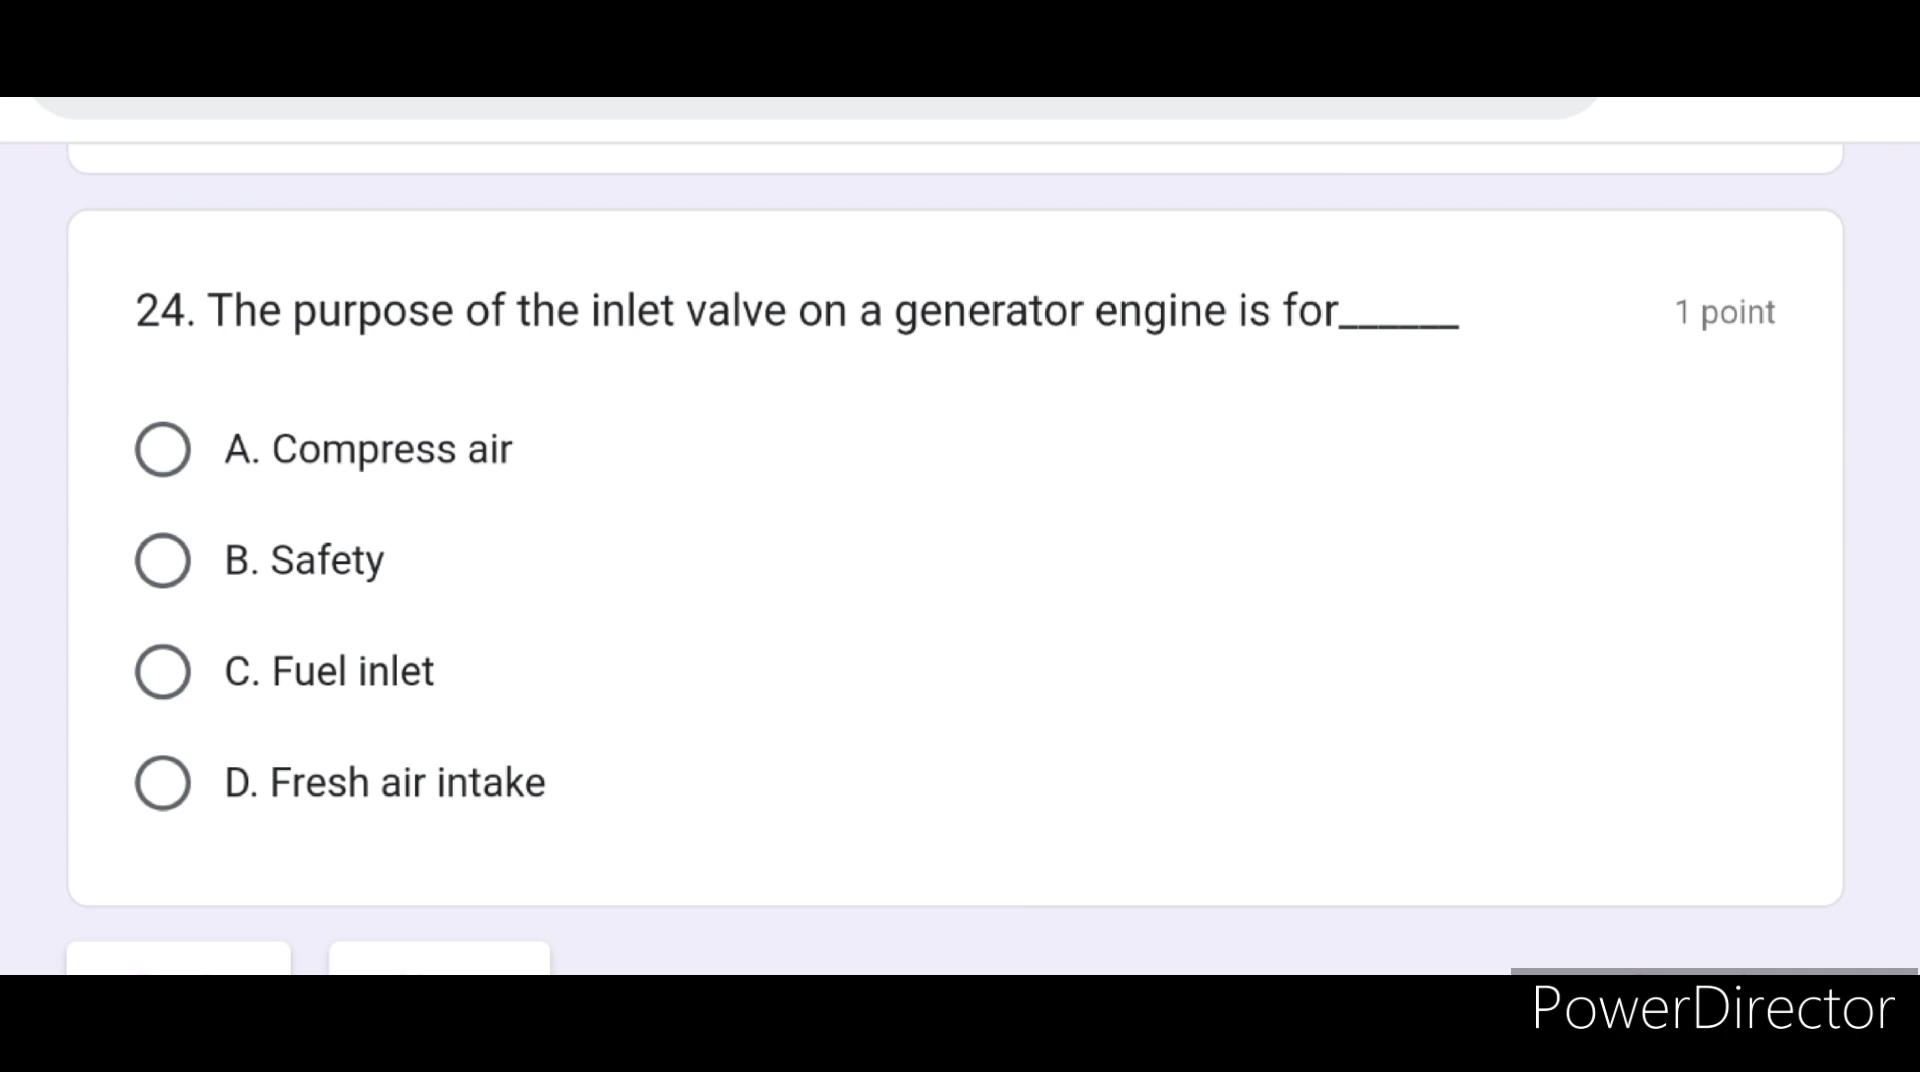 24. The purpose of the inlet valve on a generator engine is for______
1 point
A. Compress air
B. Safety
C. Fuel inlet
D. Fresh air intake
PowerDirector